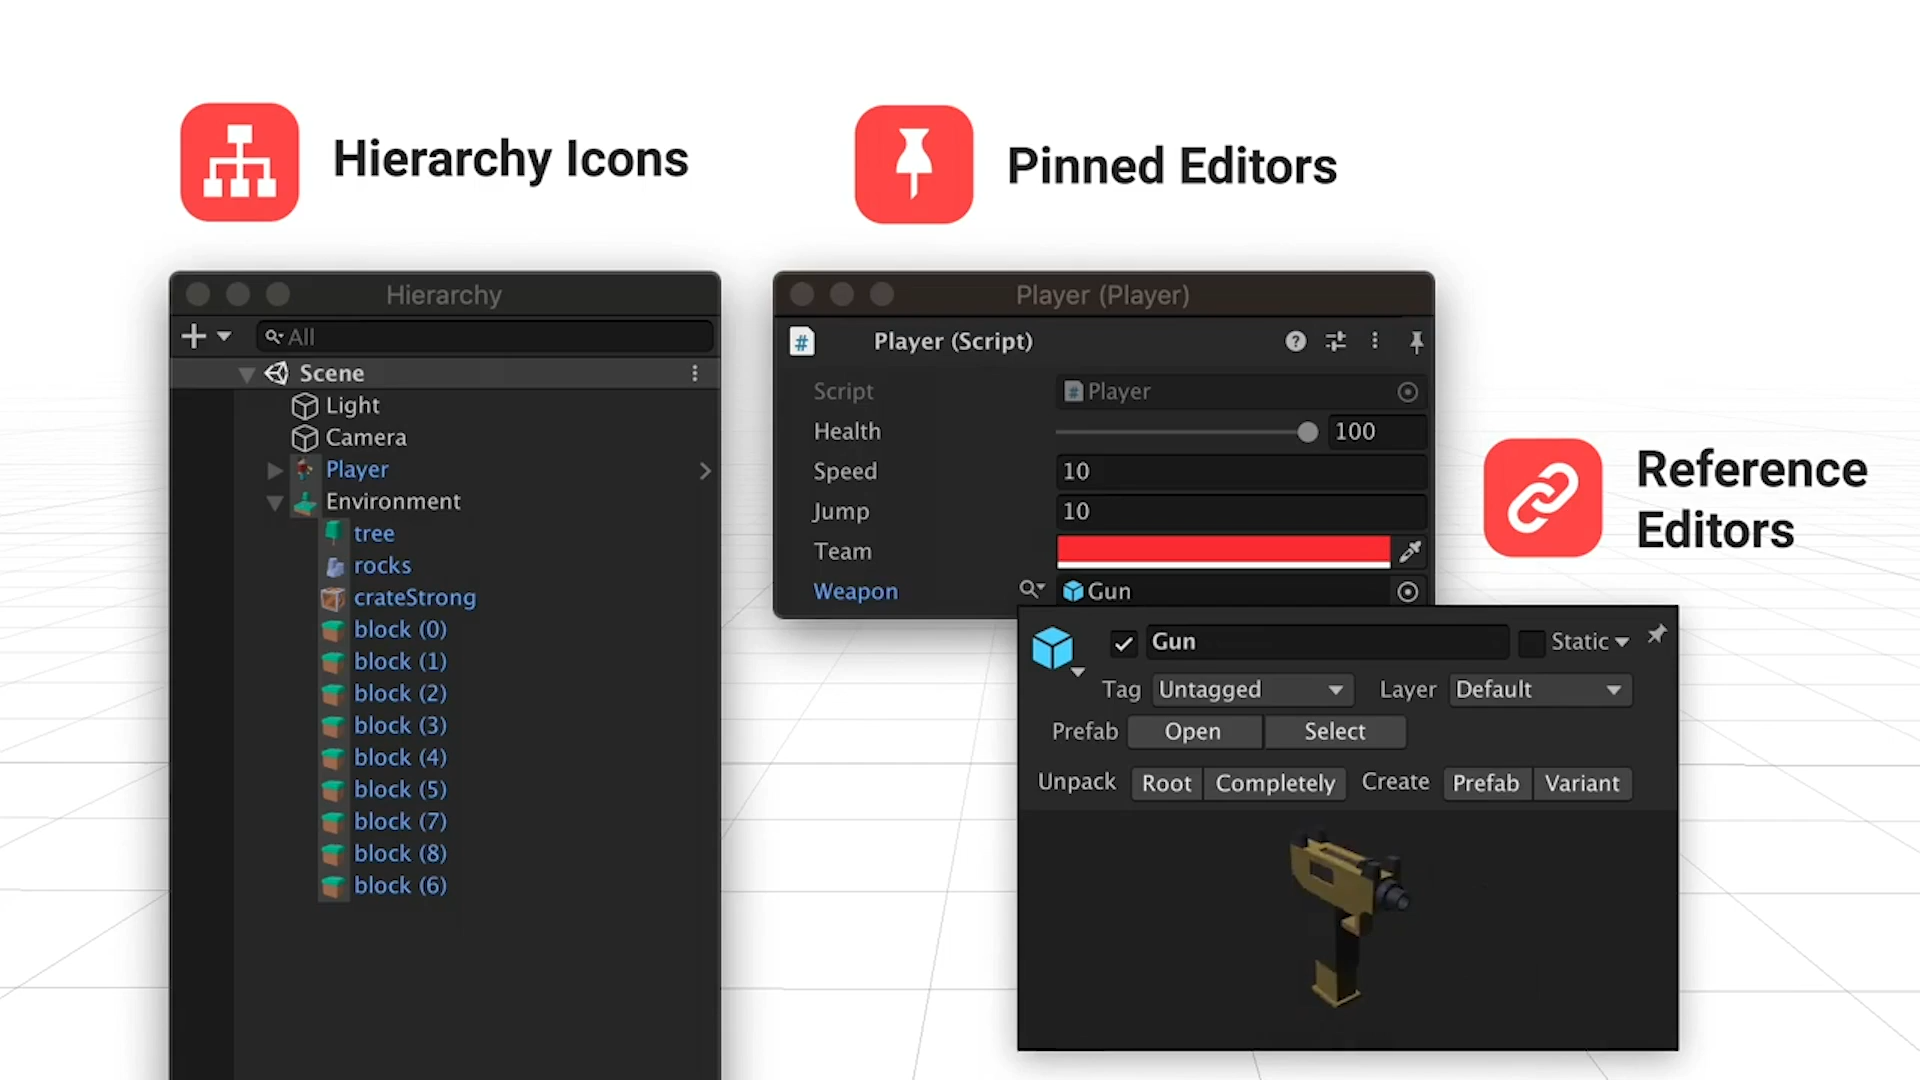 Hierarchy Icons
Pinned Editors
Reference
Editors
Hierarchy
All
Scene
Light
Camera
Player
Environment
tree
rocks
crateStrong
block (0)
block (1)
block (2)
block (3)
block (4)
block (5)
block (7)
block (8)
block (6)
Player (Player)
# Player (Script) ?
Script # Player
Health 100
Speed 10
Jump 10
Team
Weapon Gun
Gun Static
Tag Untagged Layer Default
Prefab Open Select
Unpack Root Completely Create Prefab Variant